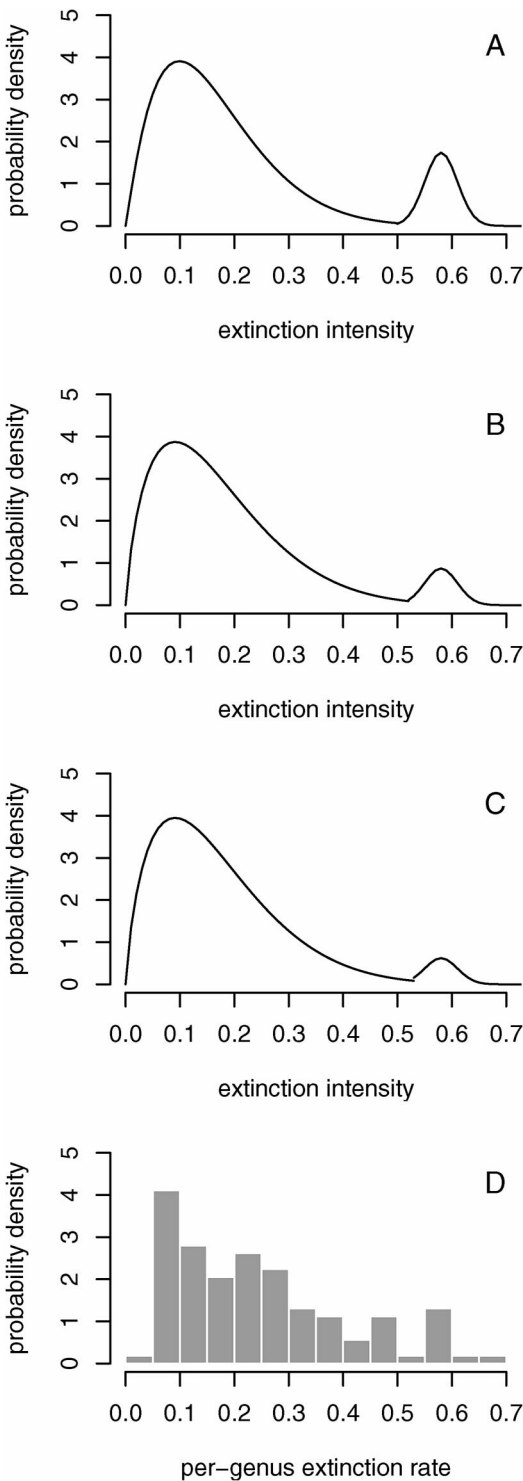 A
probability density
0 1 2 3 4 5
0.0 0.1 0.2 0.3 0.4 0.5 0.6 0.7
extinction intensity
B
probability density
0 1 2 3 4 5
0.0 0.1 0.2 0.3 0.4 0.5 0.6 0.7
extinction intensity
C
probability density
0 1 2 3 4 5
0.0 0.1 0.2 0.3 0.4 0.5 0.6 0.7
extinction intensity
D
probability density
0 1 2 3 4 5
0.0 0.1 0.2 0.3 0.4 0.5 0.6 0.7
per−genus extinction rate